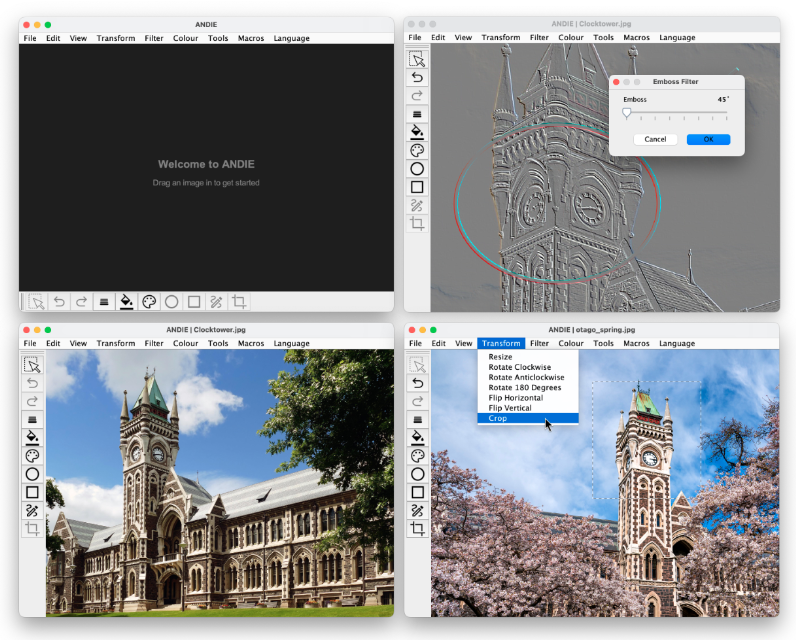 ANDIE
File Edit View Transform Filter Colour Tools Macros Language
Welcome to ANDIE
Drag an image in to get started
ANDIE | Clocktower.jpg
File Edit View Transform Filter Colour Tools Macros Language
Emboss Filter
Emboss 45°
Cancel OK
ANDIE | Clocktower.jpg
File Edit View Transform Filter Colour Tools Macros Language
ANDIE | otago_spring.jpg
File Edit View Transform Filter Colour Tools Macros Language
Resize
Rotate Clockwise
Rotate Anticlockwise
Rotate 180 Degrees
Flip Horizontal
Flip Vertical
Crop